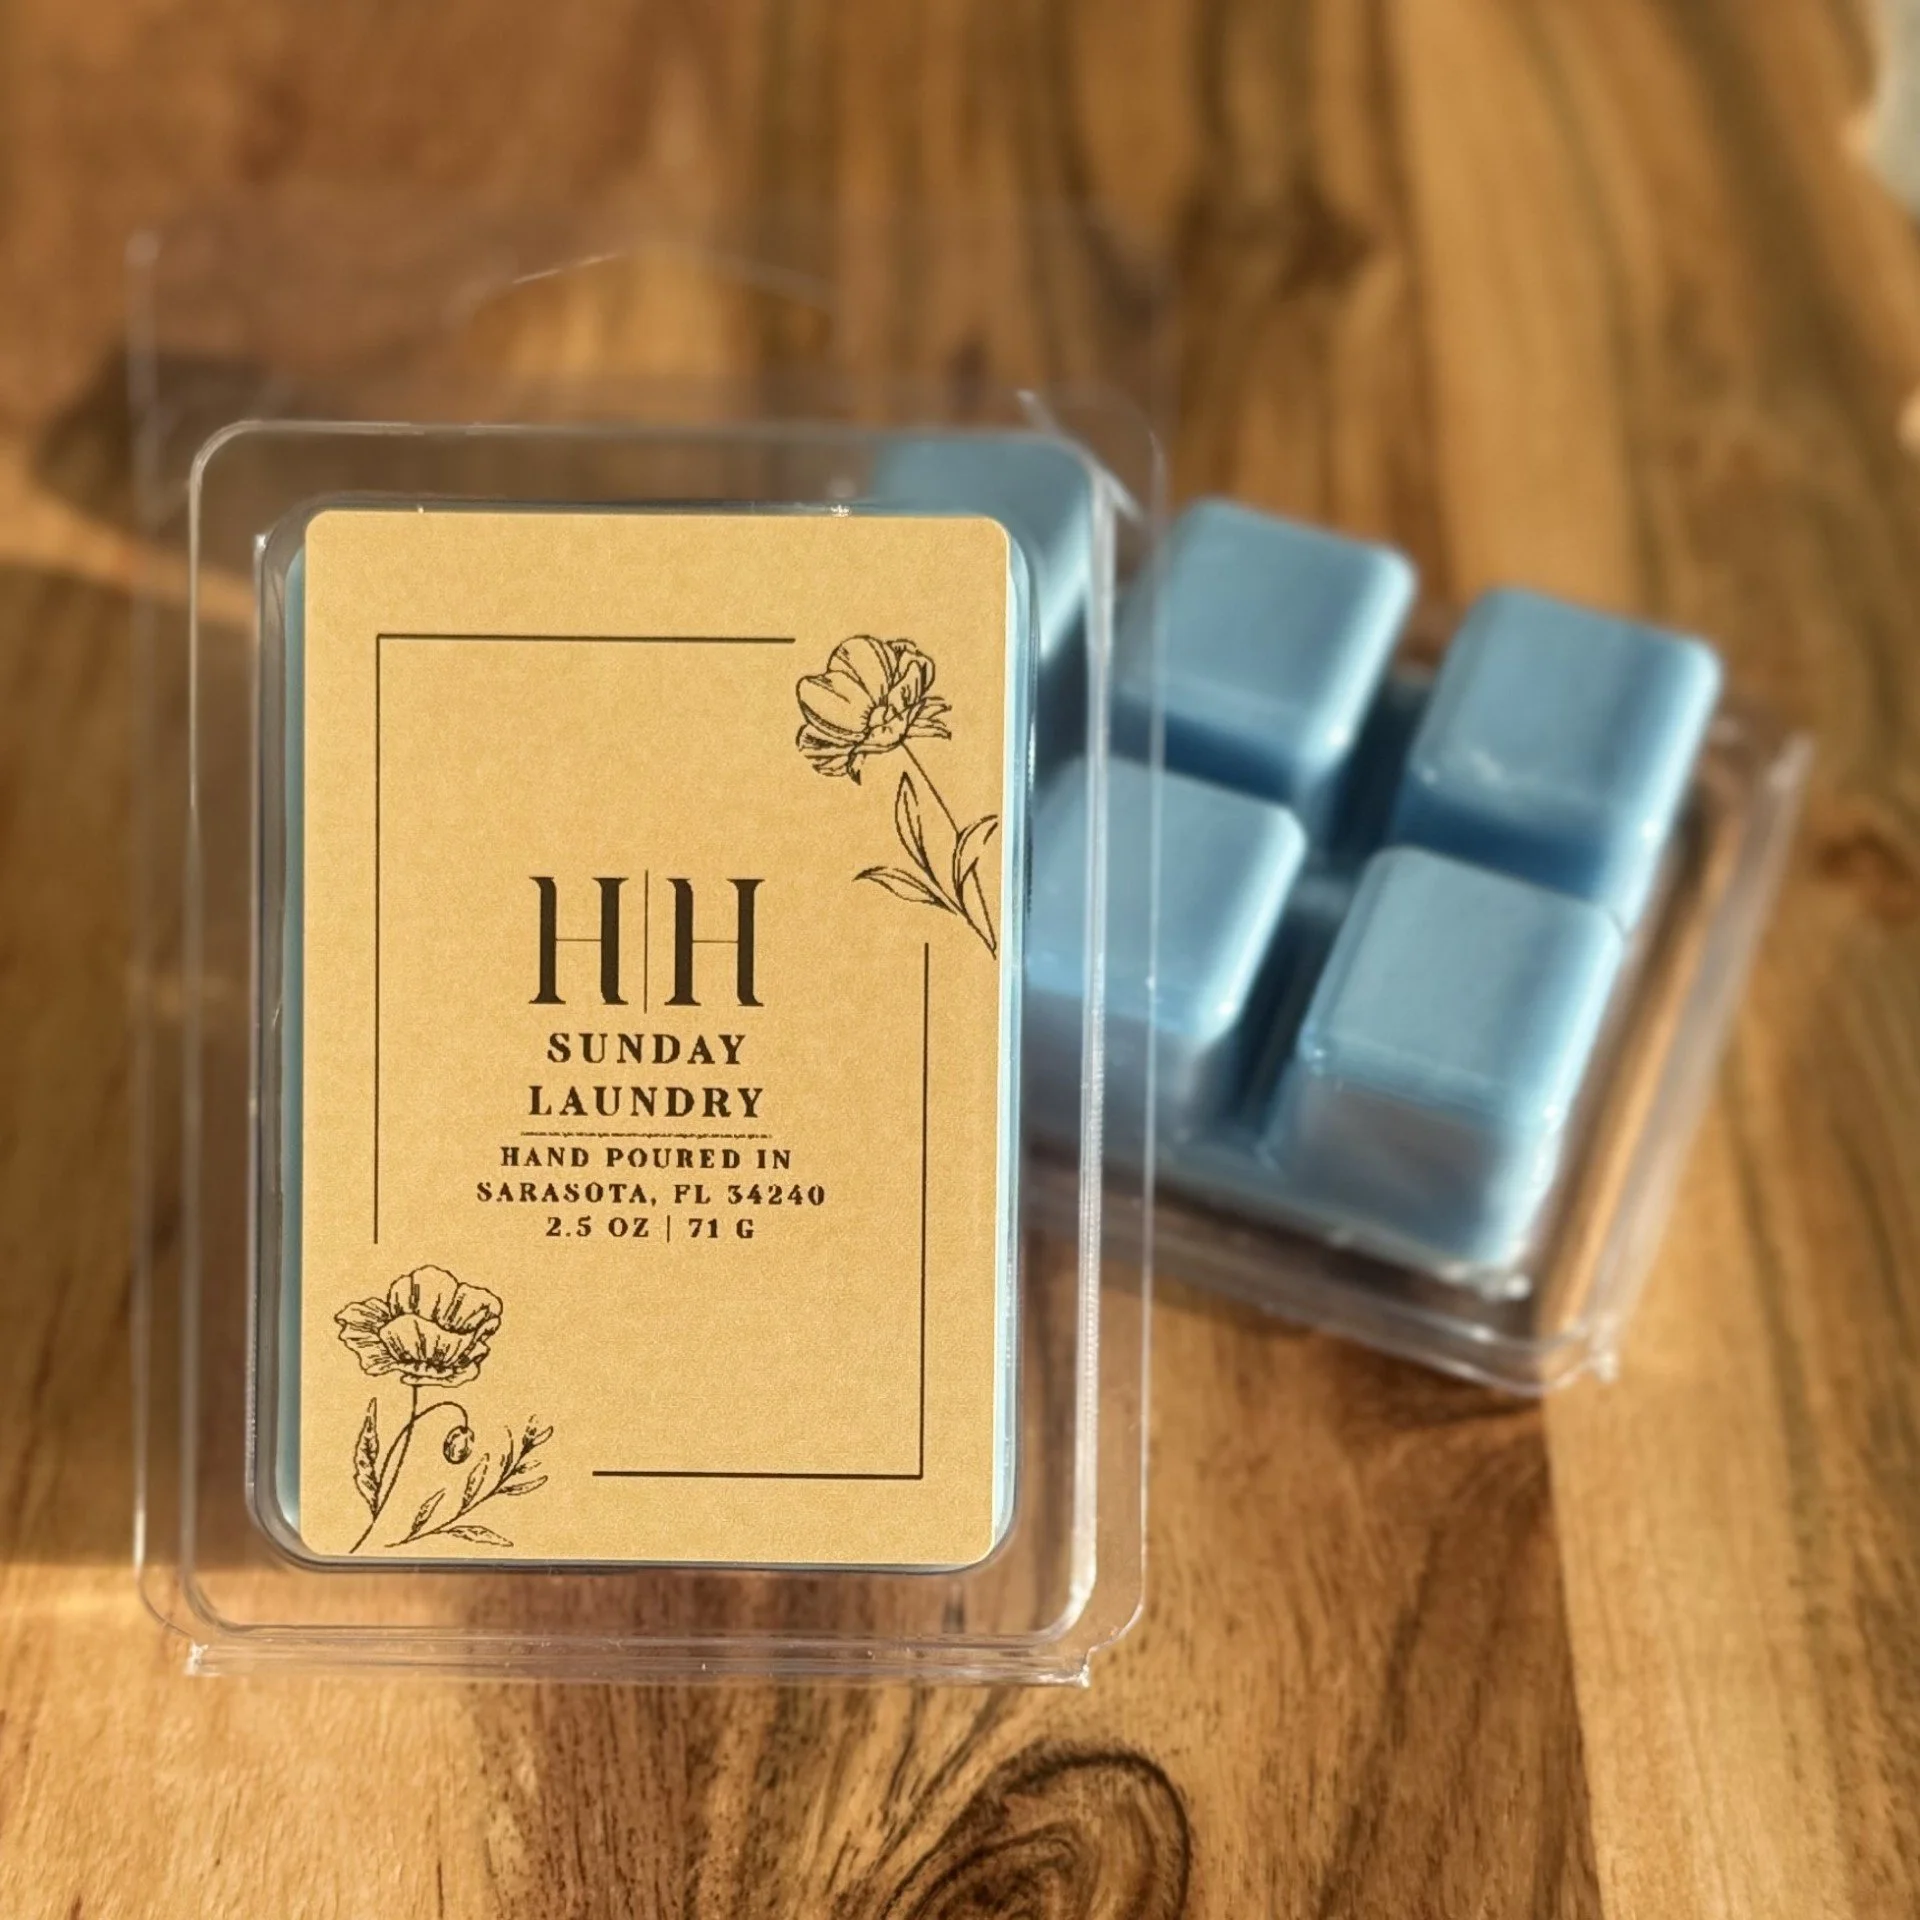 H|H
SUNDAY
LAUNDRY
HAND POURED IN
SARASOTA, FL 34240
2.5 OZ | 71 G